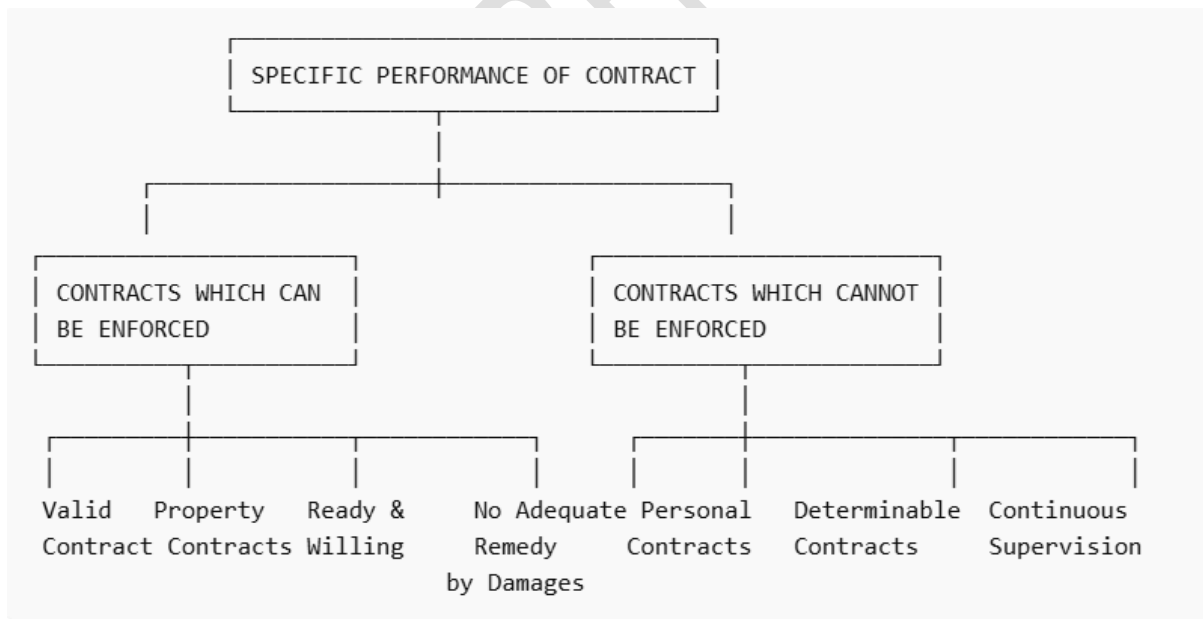 SPECIFIC PERFORMANCE OF CONTRACT
CONTRACTS WHICH CAN
BE ENFORCED
CONTRACTS WHICH CANNOT
BE ENFORCED
Valid Property Ready & No Adequate Personal Determinable Continuous
Contract Contracts Willing Remedy Contracts Contracts Supervision
by Damages